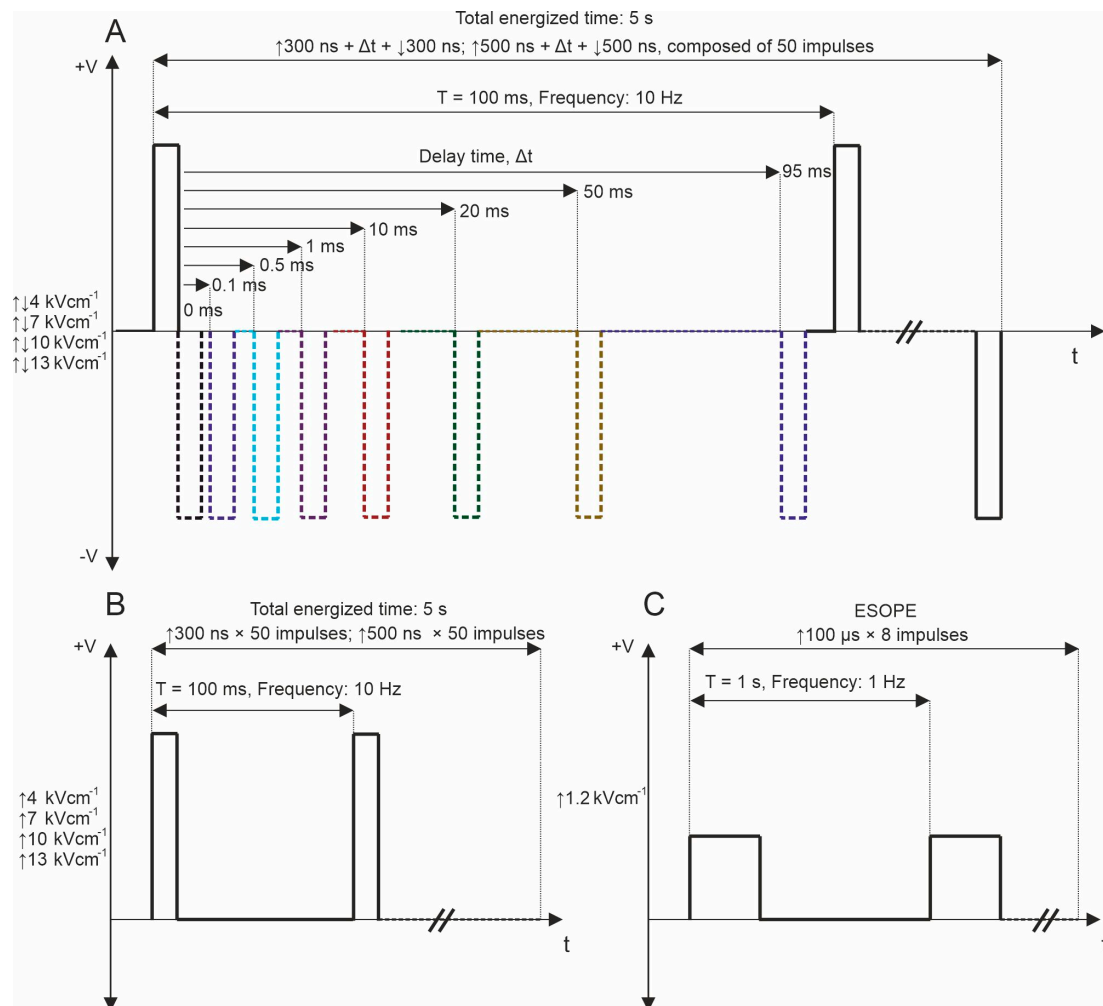 A
Total energized time: 5 s
↑300 ns + Δt + ↓300 ns; ↑500 ns + Δt + ↓500 ns, composed of 50 impulses
+V
T = 100 ms, Frequency: 10 Hz
Delay time, Δt
95 ms
50 ms
20 ms
10 ms
1 ms
0.5 ms
0.1 ms
0 ms
↑↓4 kVcm⁻¹
↑↓7 kVcm⁻¹
↑↓10 kVcm⁻¹
↑↓13 kVcm⁻¹
t
-V
B
Total energized time: 5 s
↑300 ns × 50 impulses; ↑500 ns × 50 impulses
+V
T = 100 ms, Frequency: 10 Hz
↑4 kVcm⁻¹
↑7 kVcm⁻¹
↑10 kVcm⁻¹
↑13 kVcm⁻¹
t
C
ESOPE
↑100 µs × 8 impulses
+V
T = 1 s, Frequency: 1 Hz
↑1.2 kVcm⁻¹